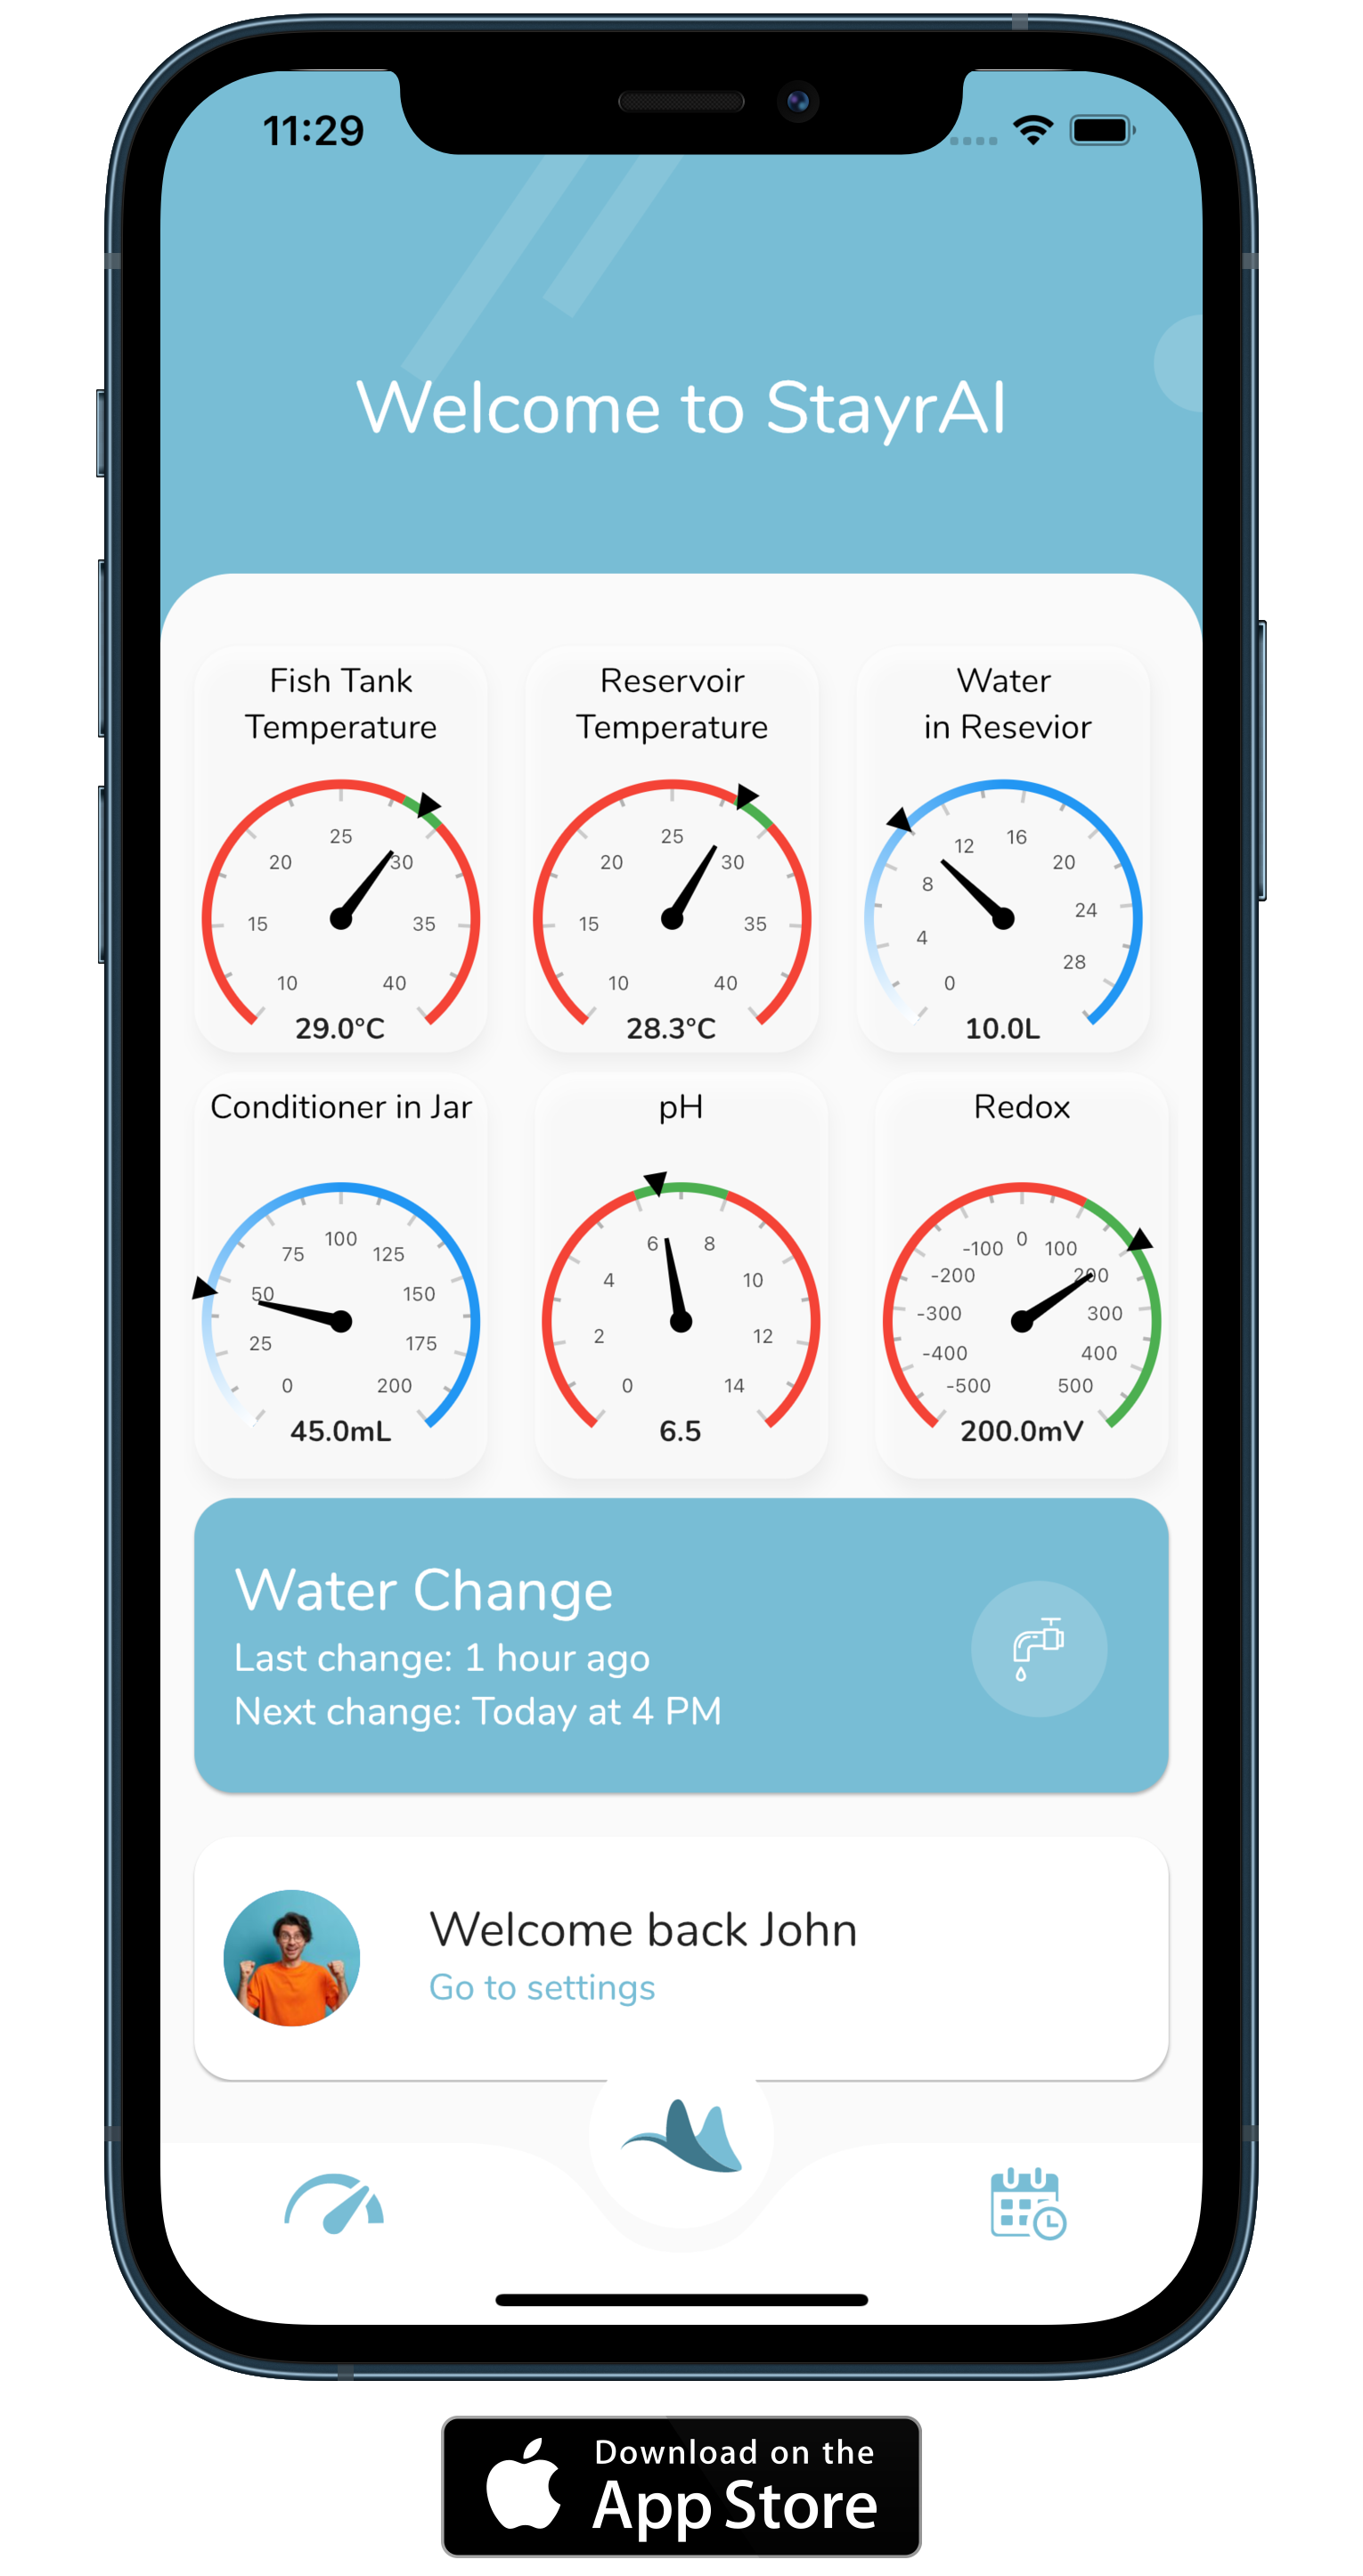 11:29
Welcome to StayrAI
Fish Tank
Temperature
10
15
20
25
30
35
40
29.0°C
Reservoir
Temperature
10
15
20
25
30
35
40
28.3°C
Water
in Resevior
0
4
8
12
16
20
24
28
10.0L
Conditioner in Jar
0
25
50
75
100
125
150
175
200
45.0mL
pH
0
2
4
6
8
10
12
14
6.5
Redox
-500
-400
-300
-200
-100
0
100
200
300
400
500
200.0mV
Water Change
Last change: 1 hour ago
Next change: Today at 4 PM
Welcome back John
Go to settings
Download on the
App Store